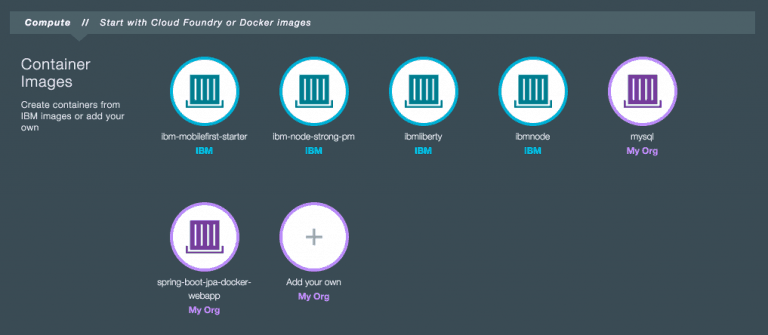 Compute // Start with Cloud Foundry or Docker images
Container
Images
Create containers from
IBM images or add your
own
ibm-mobilefirst-starter
IBM
ibm-node-strong-pm
IBM
ibmliberty
IBM
ibmnode
IBM
mysql
My Org
spring-boot-jpa-docker-
webapp
My Org
Add your own
My Org